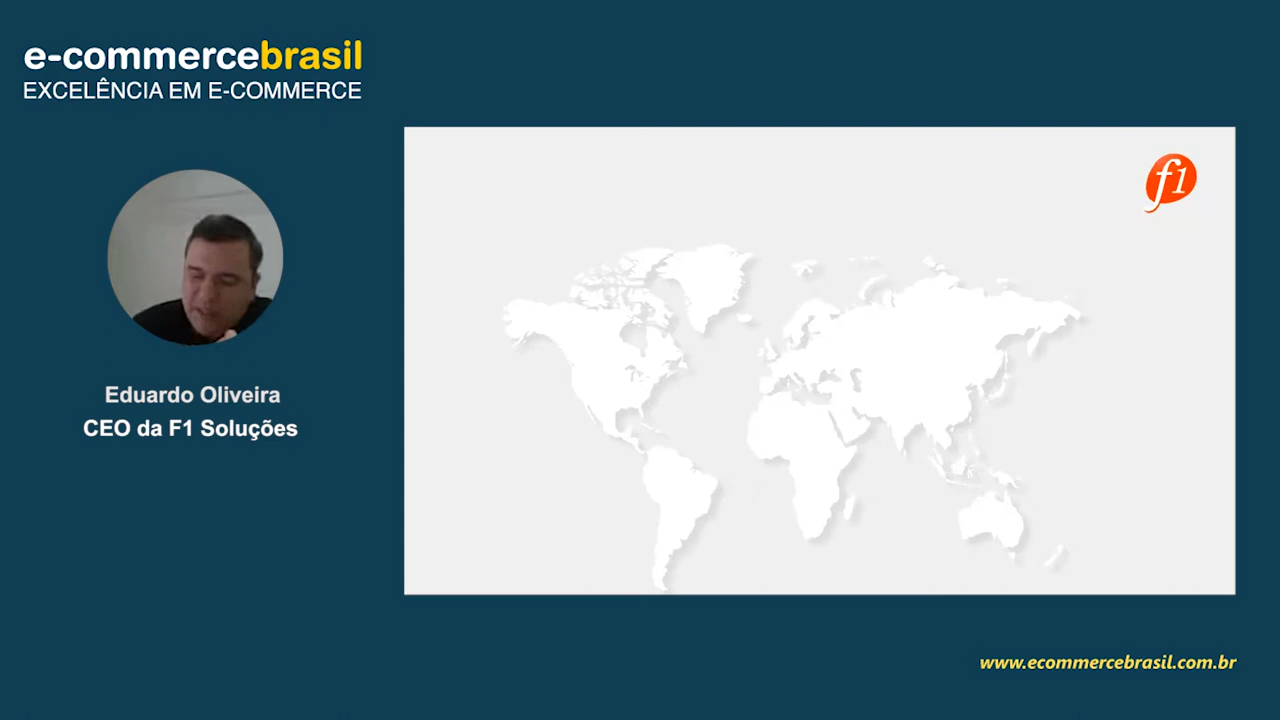 e-commercebrasil
EXCELÊNCIA EM E-COMMERCE
f1
Eduardo Oliveira
CEO da F1 Soluções
www.ecommercebrasil.com.br